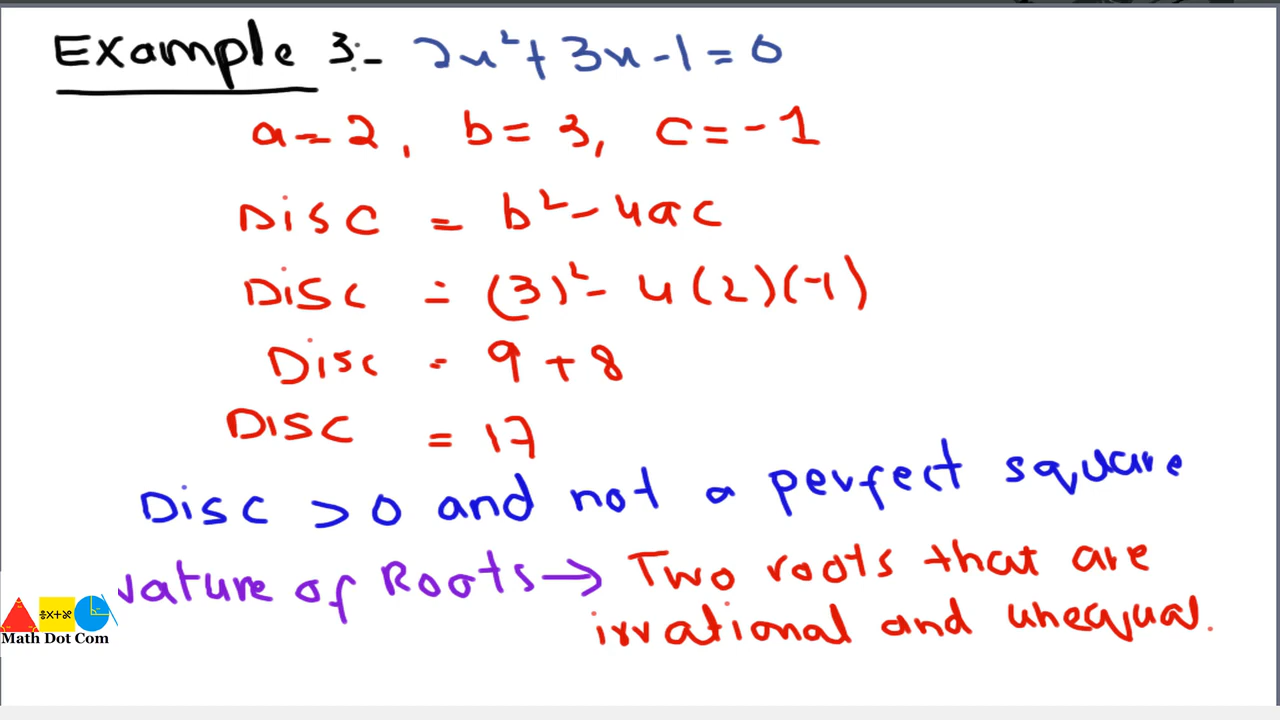 Example 3:- 2x²+3x-1=0
a=2, b=3, c=-1
Disc = b²-4ac
Disc = (3)²-4(2)(-1)
Disc = 9+8
Disc = 17
Disc >0 and not a perfect square
Nature of Roots→ Two roots that are
irrational and unequal.
Math Dot Com